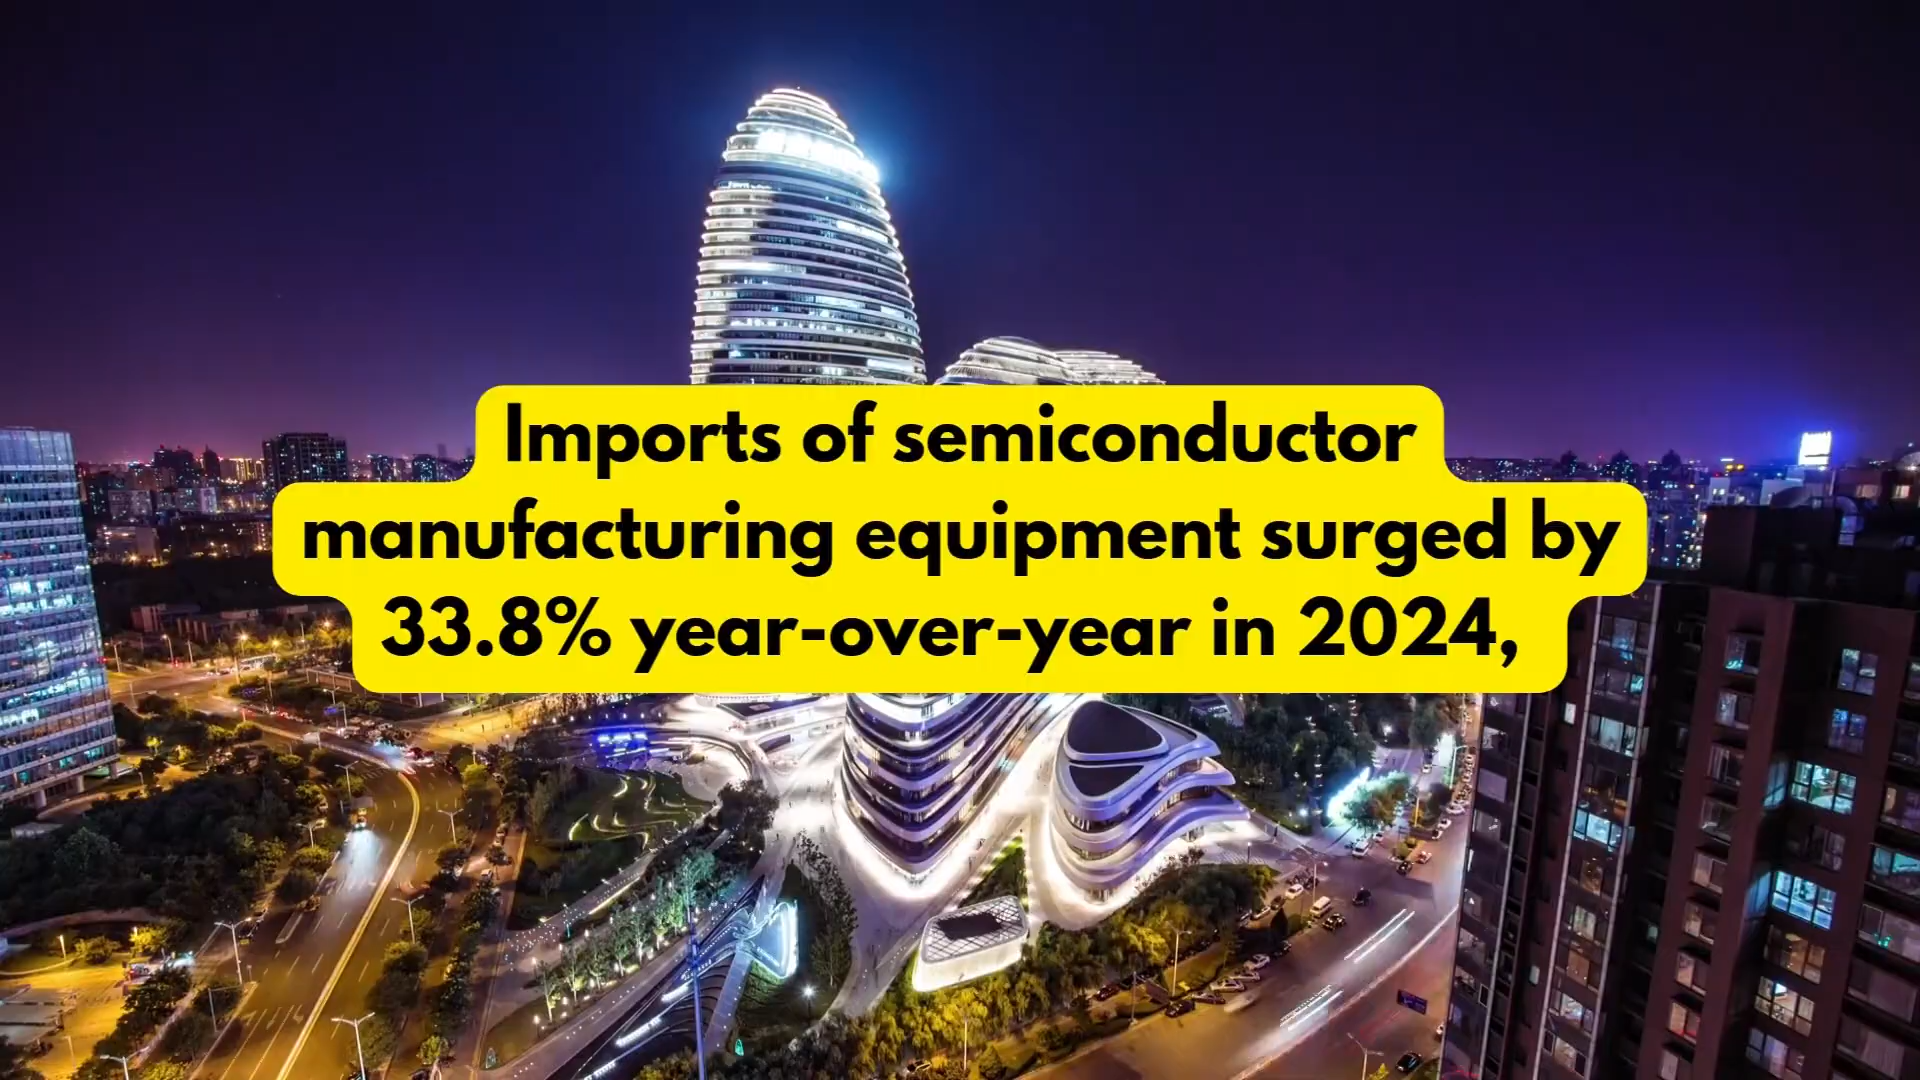 Imports of semiconductor
manufacturing equipment surged by
33.8% year-over-year in 2024,